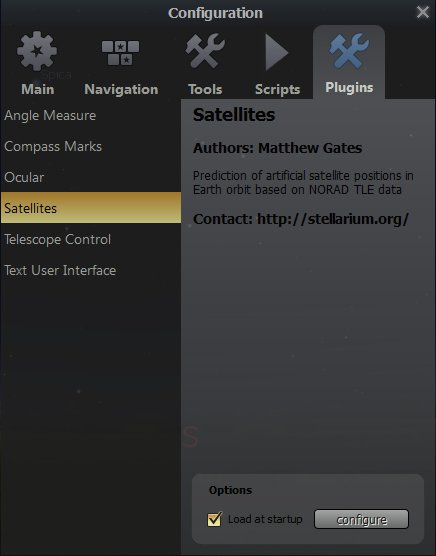 Configuration
Spica
Main Navigation Tools Scripts Plugins
Angle Measure
Compass Marks
Ocular
Satellites
Telescope Control
Text User Interface
Satellites
Authors: Matthew Gates
Prediction of artificial satellite positions in
Earth orbit based on NORAD TLE data
Contact: http://stellarium.org/
S
Options
Load at startup configure